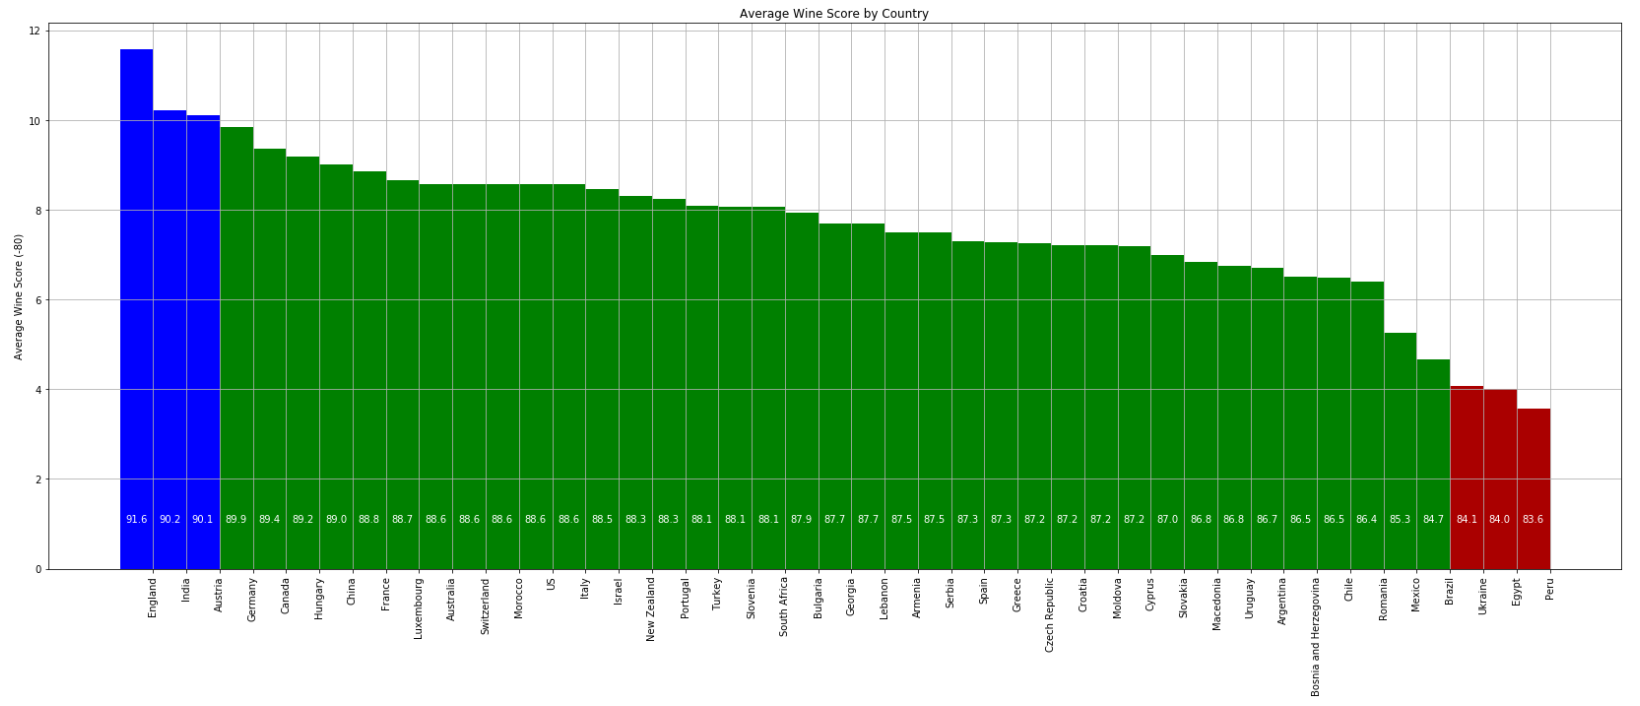 Average Wine Score by Country
Average Wine Score (-80)
12
10
8
6
4
2
0
91.6 90.2 90.1 89.9 89.4 89.2 89.0 88.8 88.7 88.6 88.6 88.6 88.6 88.6 88.5 88.3 88.3 88.1 88.1 88.1 87.9 87.7 87.7 87.5 87.5 87.3 87.3 87.2 87.2 87.2 87.2 87.0 86.8 86.8 86.7 86.5 86.5 86.4 85.3 84.7 84.1 84.0 83.6
England
India
Austria
Germany
Canada
Hungary
China
France
Luxembourg
Australia
Switzerland
Morocco
US
Italy
Israel
New Zealand
Portugal
Turkey
Slovenia
South Africa
Bulgaria
Georgia
Lebanon
Armenia
Serbia
Spain
Greece
Czech Republic
Croatia
Moldova
Cyprus
Slovakia
Macedonia
Uruguay
Argentina
Bosnia and Herzegovina
Chile
Romania
Mexico
Brazil
Ukraine
Egypt
Peru